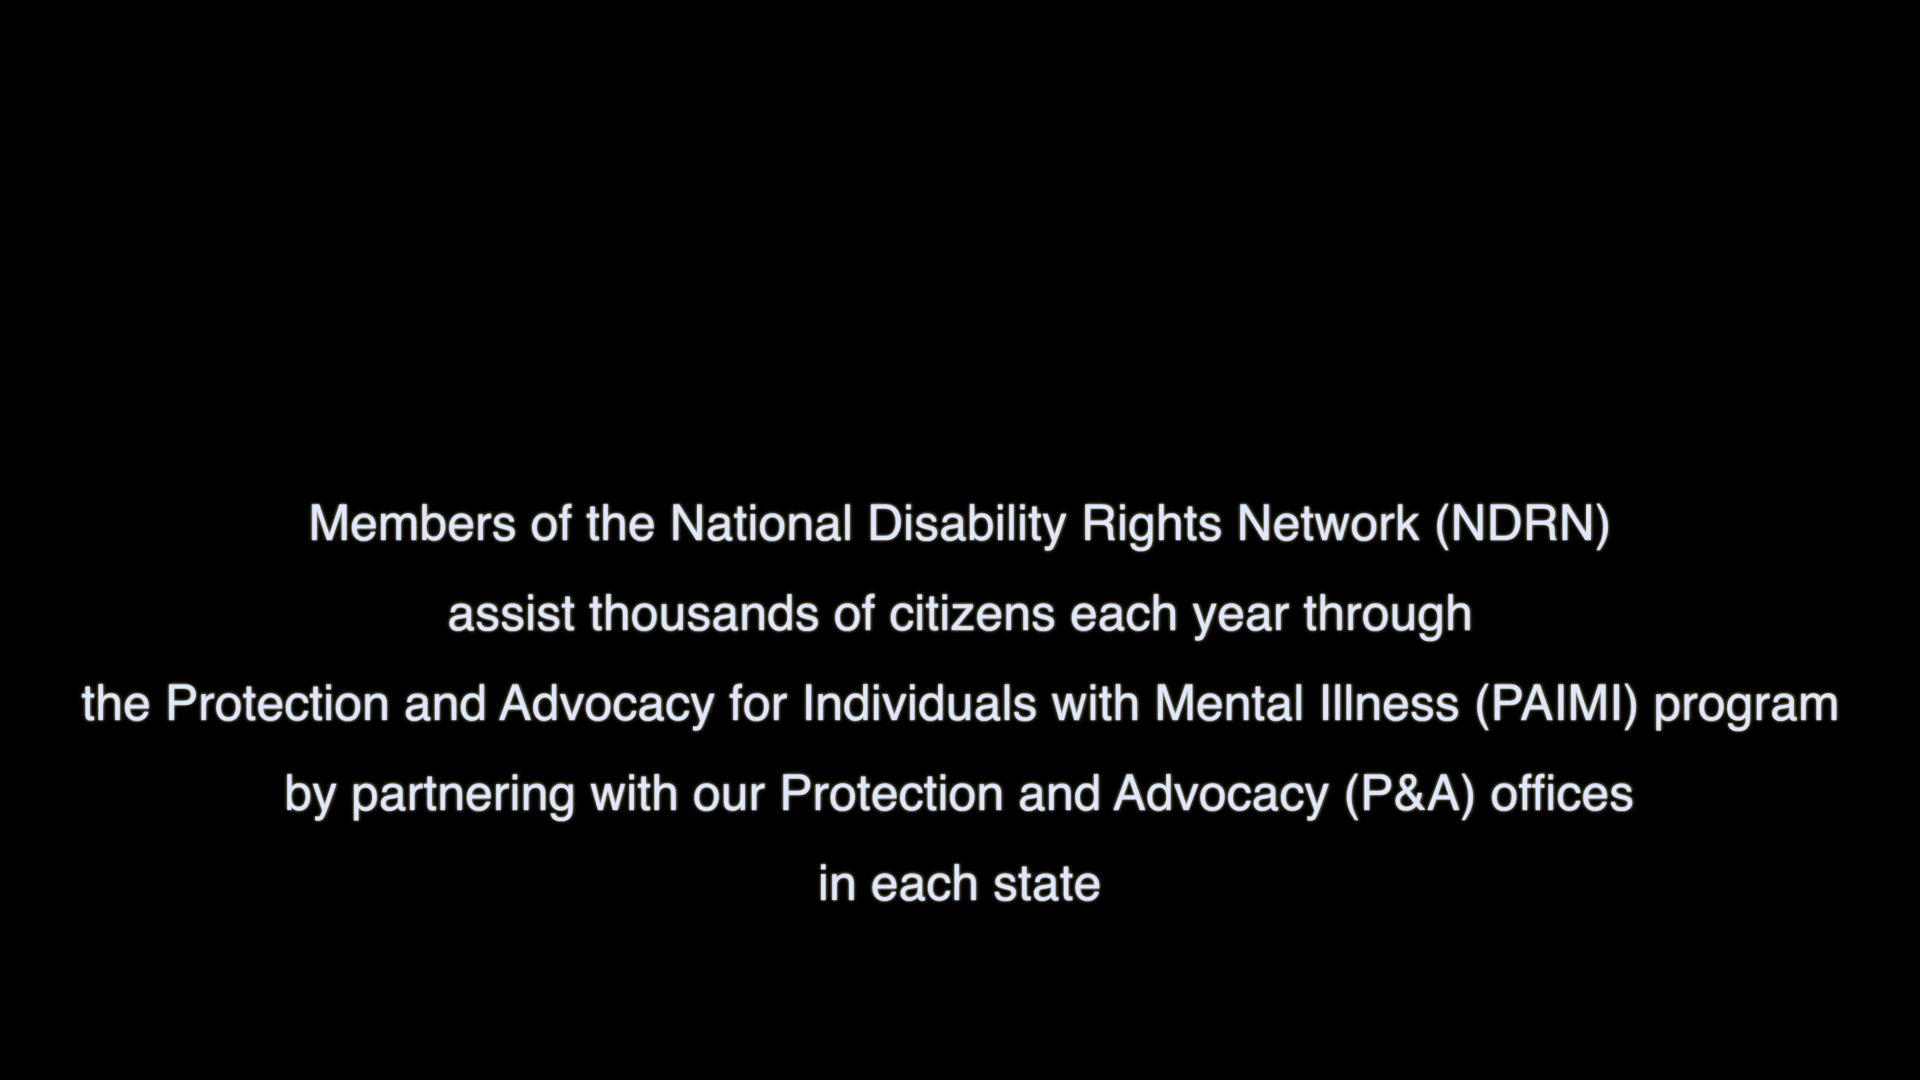 Members of the National Disability Rights Network (NDRN)
assist thousands of citizens each year through
the Protection and Advocacy for Individuals with Mental Illness (PAIMI) program
by partnering with our Protection and Advocacy (P&A) offices
in each state